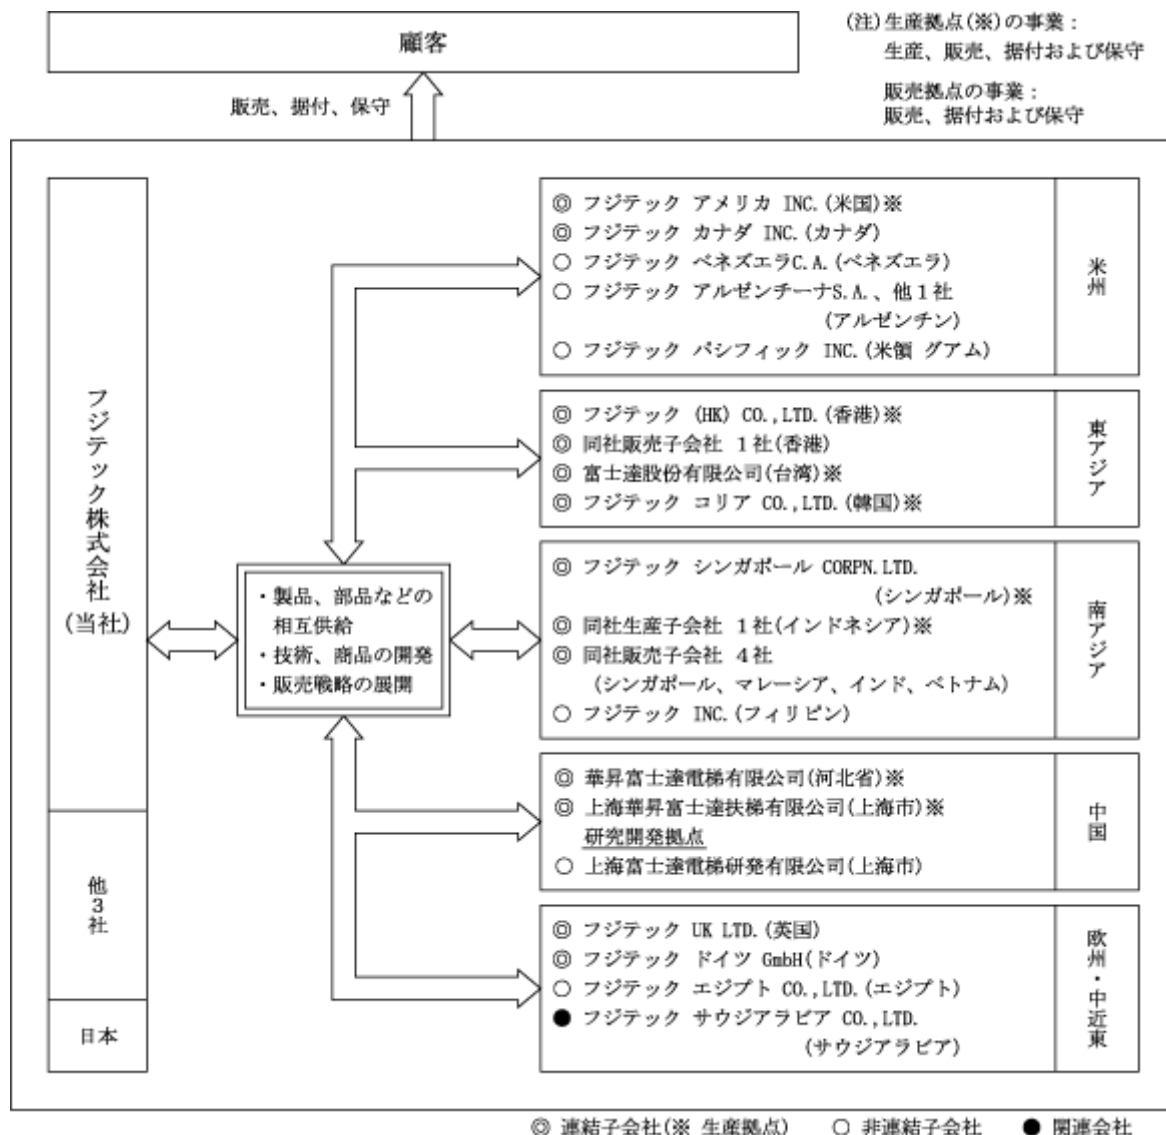 顧客
(注)生産拠点(※)の事業：
生産、販売、据付および保守
販売拠点の事業：
販売、据付および保守
販売、据付、保守
フジテック株式会社
(当社)
他3社
日本
・製品、部品などの
相互供給
・技術、商品の開発
・販売戦略の展開
◎ フジテック アメリカ INC.(米国)※
◎ フジテック カナダ INC.(カナダ)
○ フジテック ベネズエラC.A.(ベネズエラ)
○ フジテック アルゼンチーナS.A.、他1社
(アルゼンチン)
○ フジテック パシフィック INC.(米領 グアム)
米州
◎ フジテック (HK) CO.,LTD.(香港)※
◎ 同社販売子会社 1社(香港)
◎ 富士達股份有限公司(台湾)※
◎ フジテック コリア CO.,LTD.(韓国)※
東アジア
◎ フジテック シンガポール CORPN.LTD.
(シンガポール)※
◎ 同社生産子会社 1社(インドネシア)※
◎ 同社販売子会社 4社
(シンガポール、マレーシア、インド、ベトナム)
○ フジテック INC.(フィリピン)
南アジア
◎ 華昇富士達電梯有限公司(河北省)※
◎ 上海華昇富士達扶梯有限公司(上海市)※
研究開発拠点
○ 上海富士達電梯研発有限公司(上海市)
中国
◎ フジテック UK LTD.(英国)
◎ フジテック ドイツ GmbH(ドイツ)
○ フジテック エジプト CO.,LTD.(エジプト)
● フジテック サウジアラビア CO.,LTD.
(サウジアラビア)
欧州・中近東
◎ 連結子会社(※ 生産拠点) ○ 非連結子会社 ● 関連会社